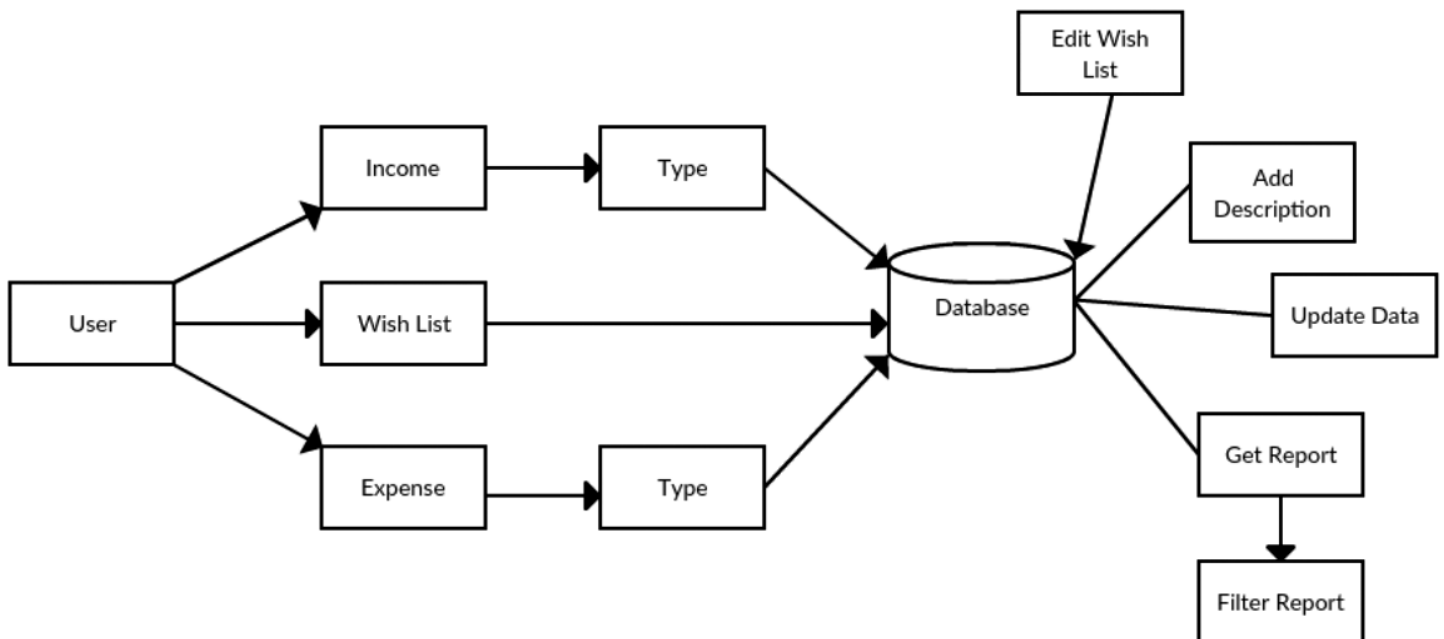 Edit Wish
List
Income
Type
Add
Description
User
Wish List
Database
Update Data
Expense
Type
Get Report
Filter Report